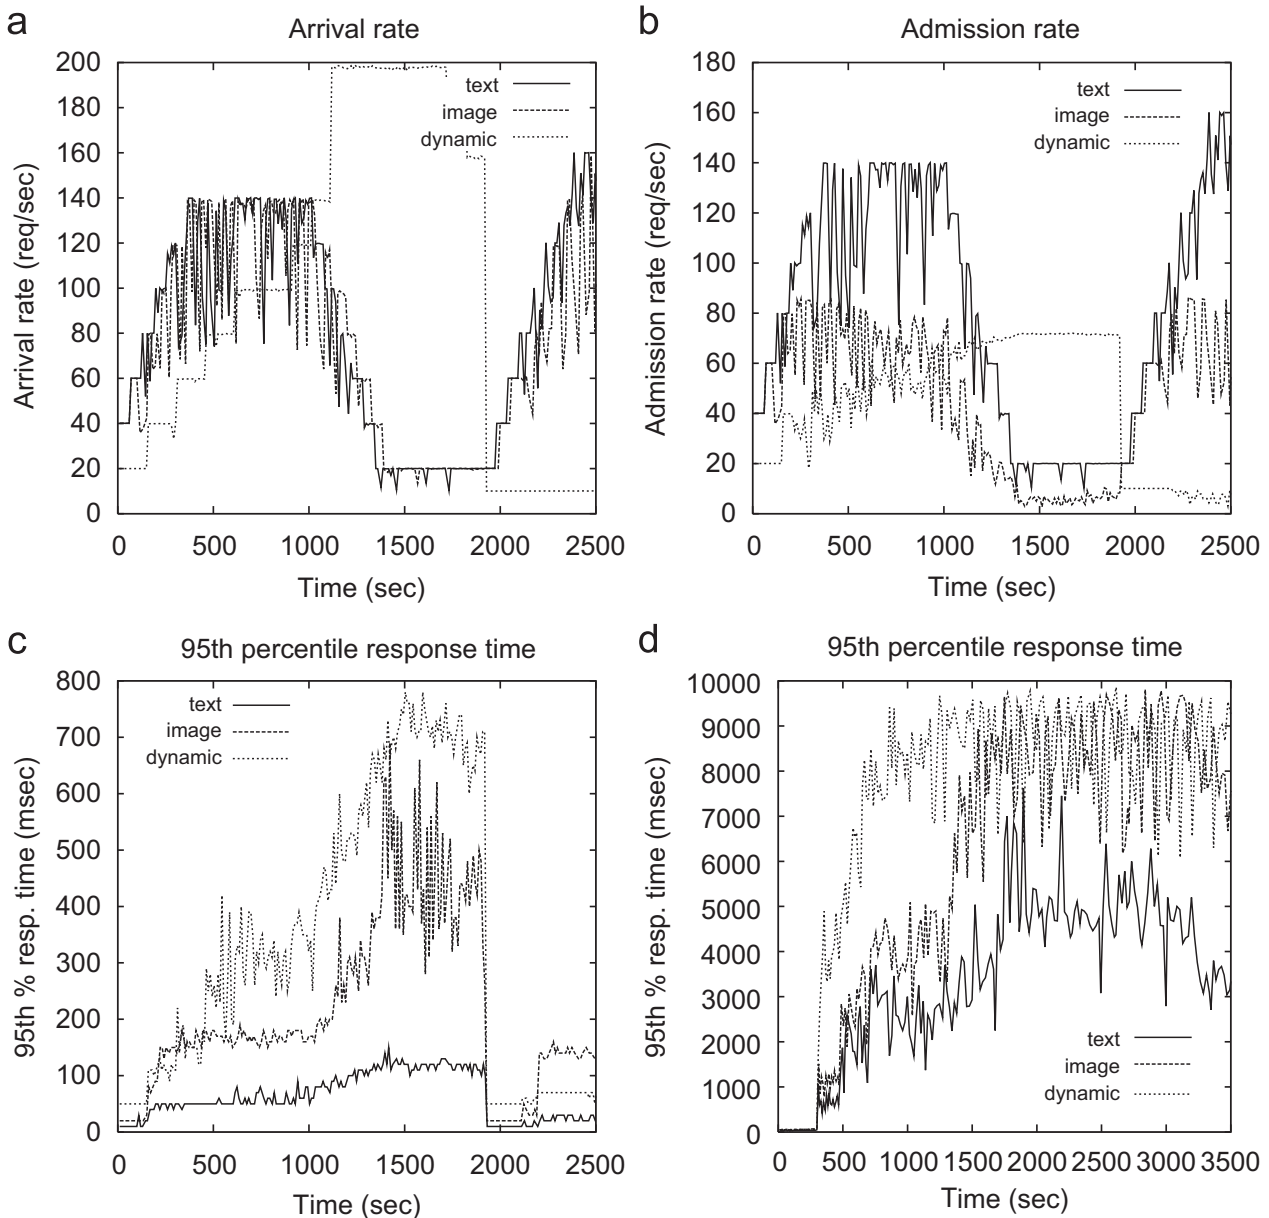 a
Arrival rate
200
180
160
140
120
100
80
60
40
20
0
Arrival rate (req/sec)
text
image
dynamic
0 500 1000 1500 2000 2500
Time (sec)
b
Admission rate
180
160
140
120
100
80
60
40
20
0
Admission rate (req/sec)
text
image
dynamic
0 500 1000 1500 2000 2500
Time (sec)
c
95th percentile response time
800
700
600
500
400
300
200
100
0
95th % resp. time (msec)
text
image
dynamic
0 500 1000 1500 2000 2500
Time (sec)
d
95th percentile response time
10000
9000
8000
7000
6000
5000
4000
3000
2000
1000
0
95th % resp. time (msec)
text
image
dynamic
0 500 1000 1500 2000 2500 3000 3500
Time (sec)